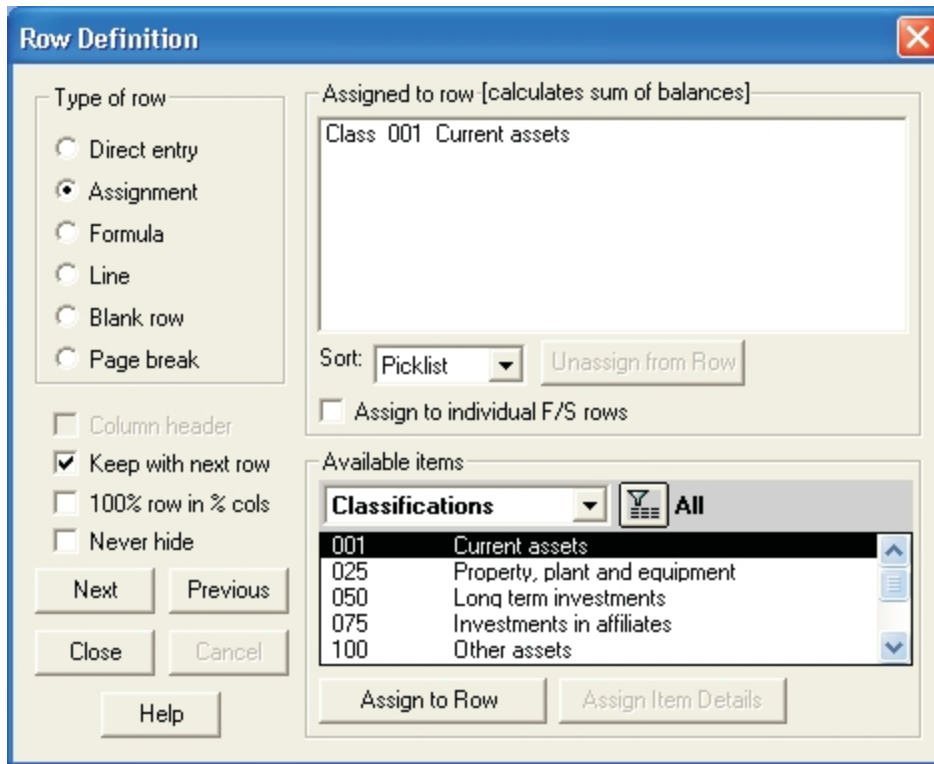 Row Definition
Type of row
Direct entry
Assignment
Formula
Line
Blank row
Page break
Column header
Keep with next row
100% row in % cols
Never hide
Next Previous
Close Cancel
Help
Assigned to row [calculates sum of balances]
Class 001 Current assets
Sort: Picklist Unassign from Row
Assign to individual F/S rows
Available items
Classifications All
001 Current assets
025 Property, plant and equipment
050 Long term investments
075 Investments in affiliates
100 Other assets
Assign to Row Assign Item Details